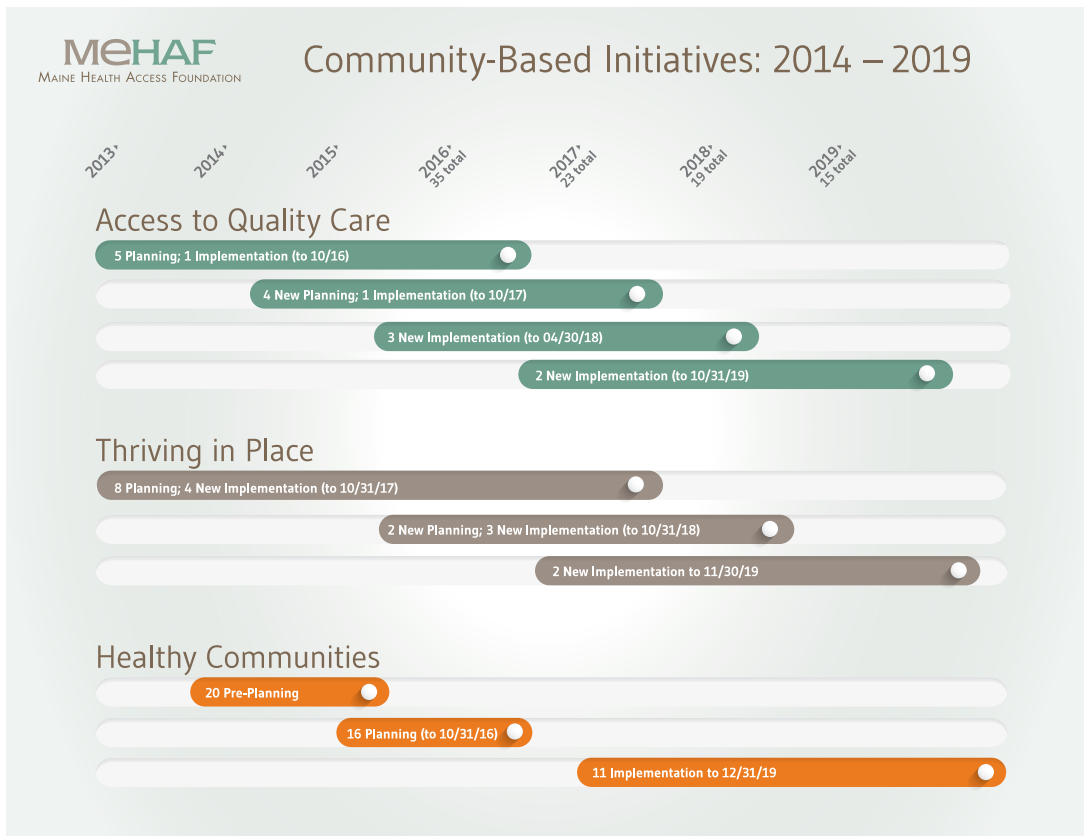 MeHAF
Maine Health Access Foundation
Community-Based Initiatives: 2014 – 2019
2013
2014
2015
2016
35 total
2017
23 total
2018
19 total
2019
15 total
Access to Quality Care
5 Planning; 1 Implementation (to 10/16)
4 New Planning; 1 Implementation (to 10/17)
3 New Implementation (to 04/30/18)
2 New Implementation (to 10/31/19)
Thriving in Place
8 Planning; 4 New Implementation (to 10/31/17)
2 New Planning; 3 New Implementation (to 10/31/18)
2 New Implementation to 11/30/19
Healthy Communities
20 Pre-Planning
16 Planning (to 10/31/16)
11 Implementation to 12/31/19